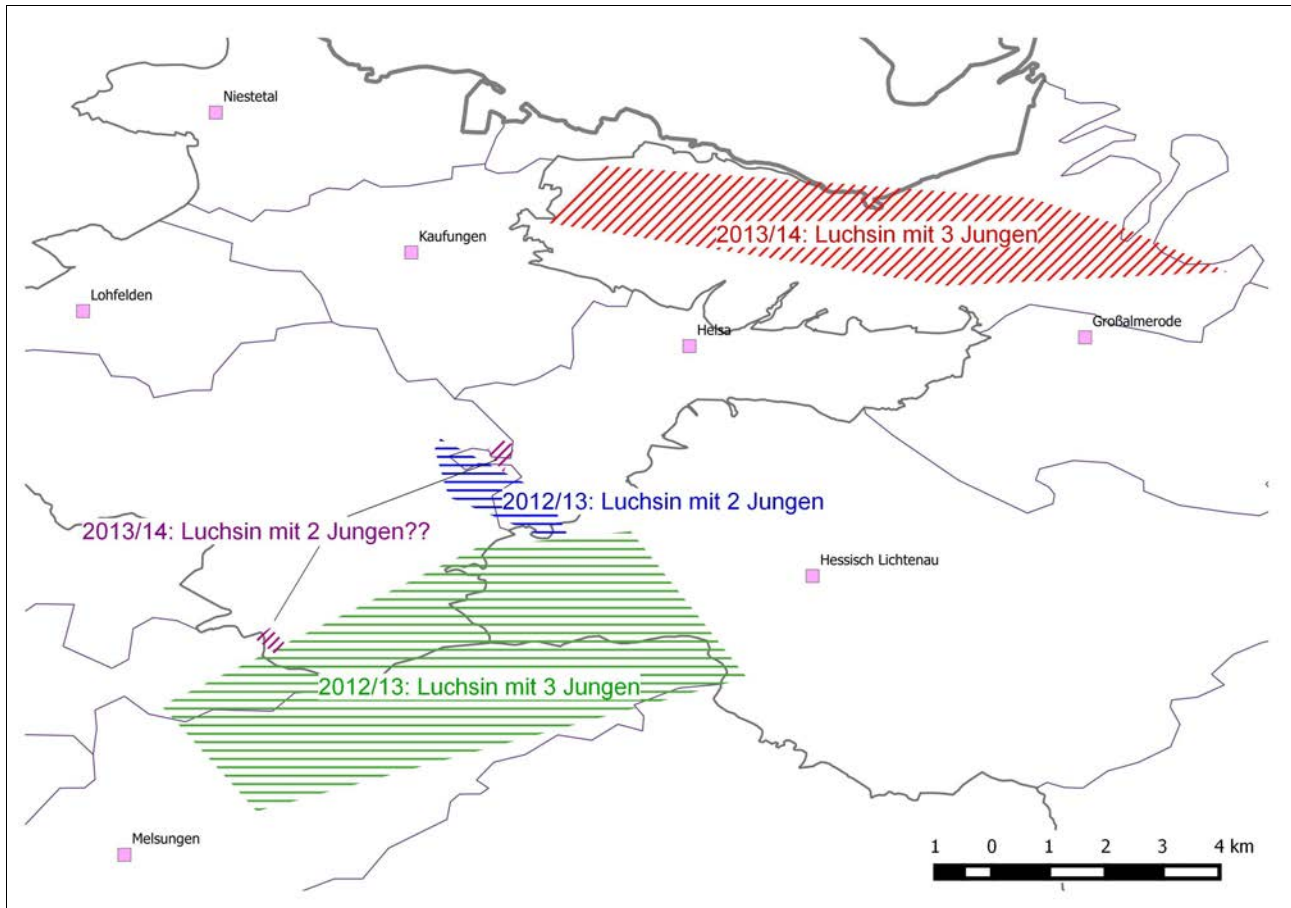 Niestetal
2013/14: Luchsin mit 3 Jungen
Kaufungen
Lohfelden
Großalmerode
Helsa
2012/13: Luchsin mit 2 Jungen
2013/14: Luchsin mit 2 Jungen??
Hessisch Lichtenau
2012/13: Luchsin mit 3 Jungen
Melsungen
1 0 1 2 3 4 km